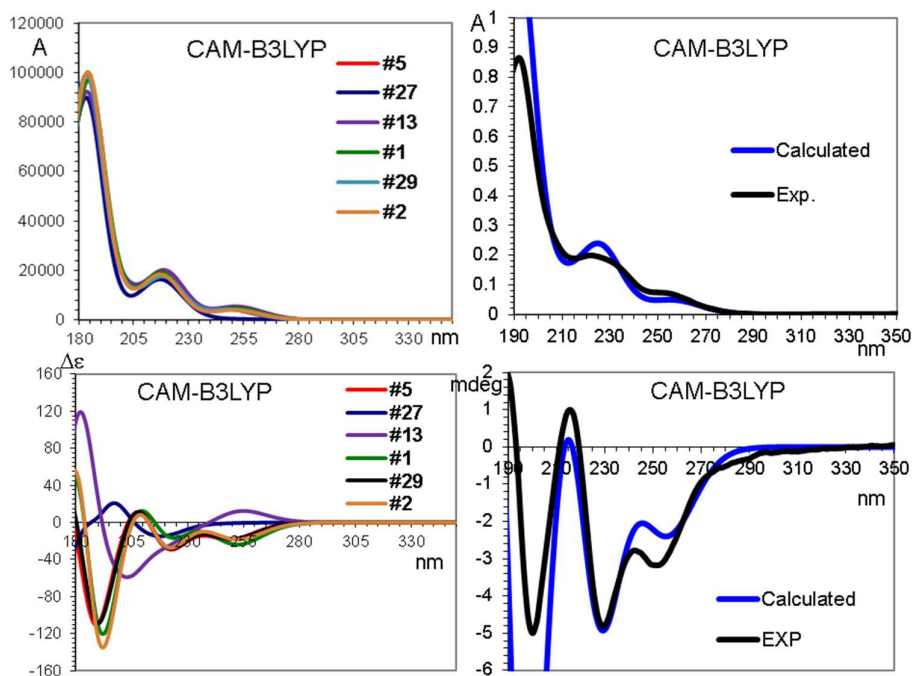 120000
A
CAM-B3LYP
100000
80000
60000
40000
20000
0
#5
#27
#13
#1
#29
#2
180 205 230 255 280 305 330 nm
A
1
CAM-B3LYP
0.9
0.8
0.7
0.6
0.5
0.4
0.3
0.2
0.1
0
Calculated
Exp.
190 210 230 250 270 290 310 330 350
nm
Δε
160
CAM-B3LYP
120
80
40
0
-40
-80
-120
-160
#5
#27
#13
#1
#29
#2
180 205 230 255 280 305 330
nm
2
mdeg
CAM-B3LYP
1
0
-1
-2
-3
-4
-5
-6
190 210 230 250 270 290 310 330 350
nm
Calculated
EXP